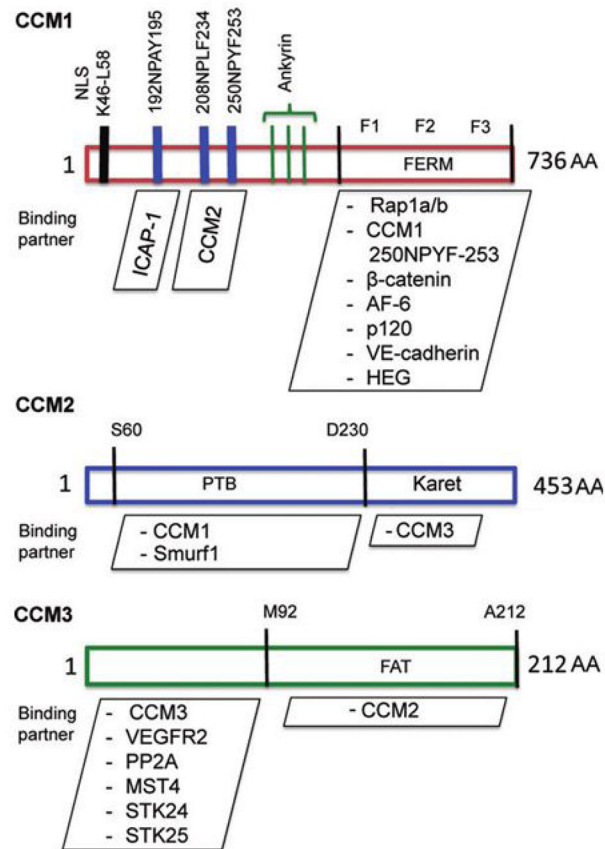 CCM1
NLS
K46-L58
192NPAY195
208NPLF234
250NPYF253
Ankyrin
F1 F2 F3
1 FERM 736 AA
Binding partner
ICAP-1
CCM2
- Rap1a/b
- CCM1
250NPYF-253
- β-catenin
- AF-6
- p120
- VE-cadherin
- HEG
CCM2
S60 D230
1 PTB Karet 453 AA
Binding partner
- CCM1
- Smurf1
- CCM3
CCM3
M92 A212
1 FAT 212 AA
Binding partner
- CCM3
- VEGFR2
- PP2A
- MST4
- STK24
- STK25
- CCM2